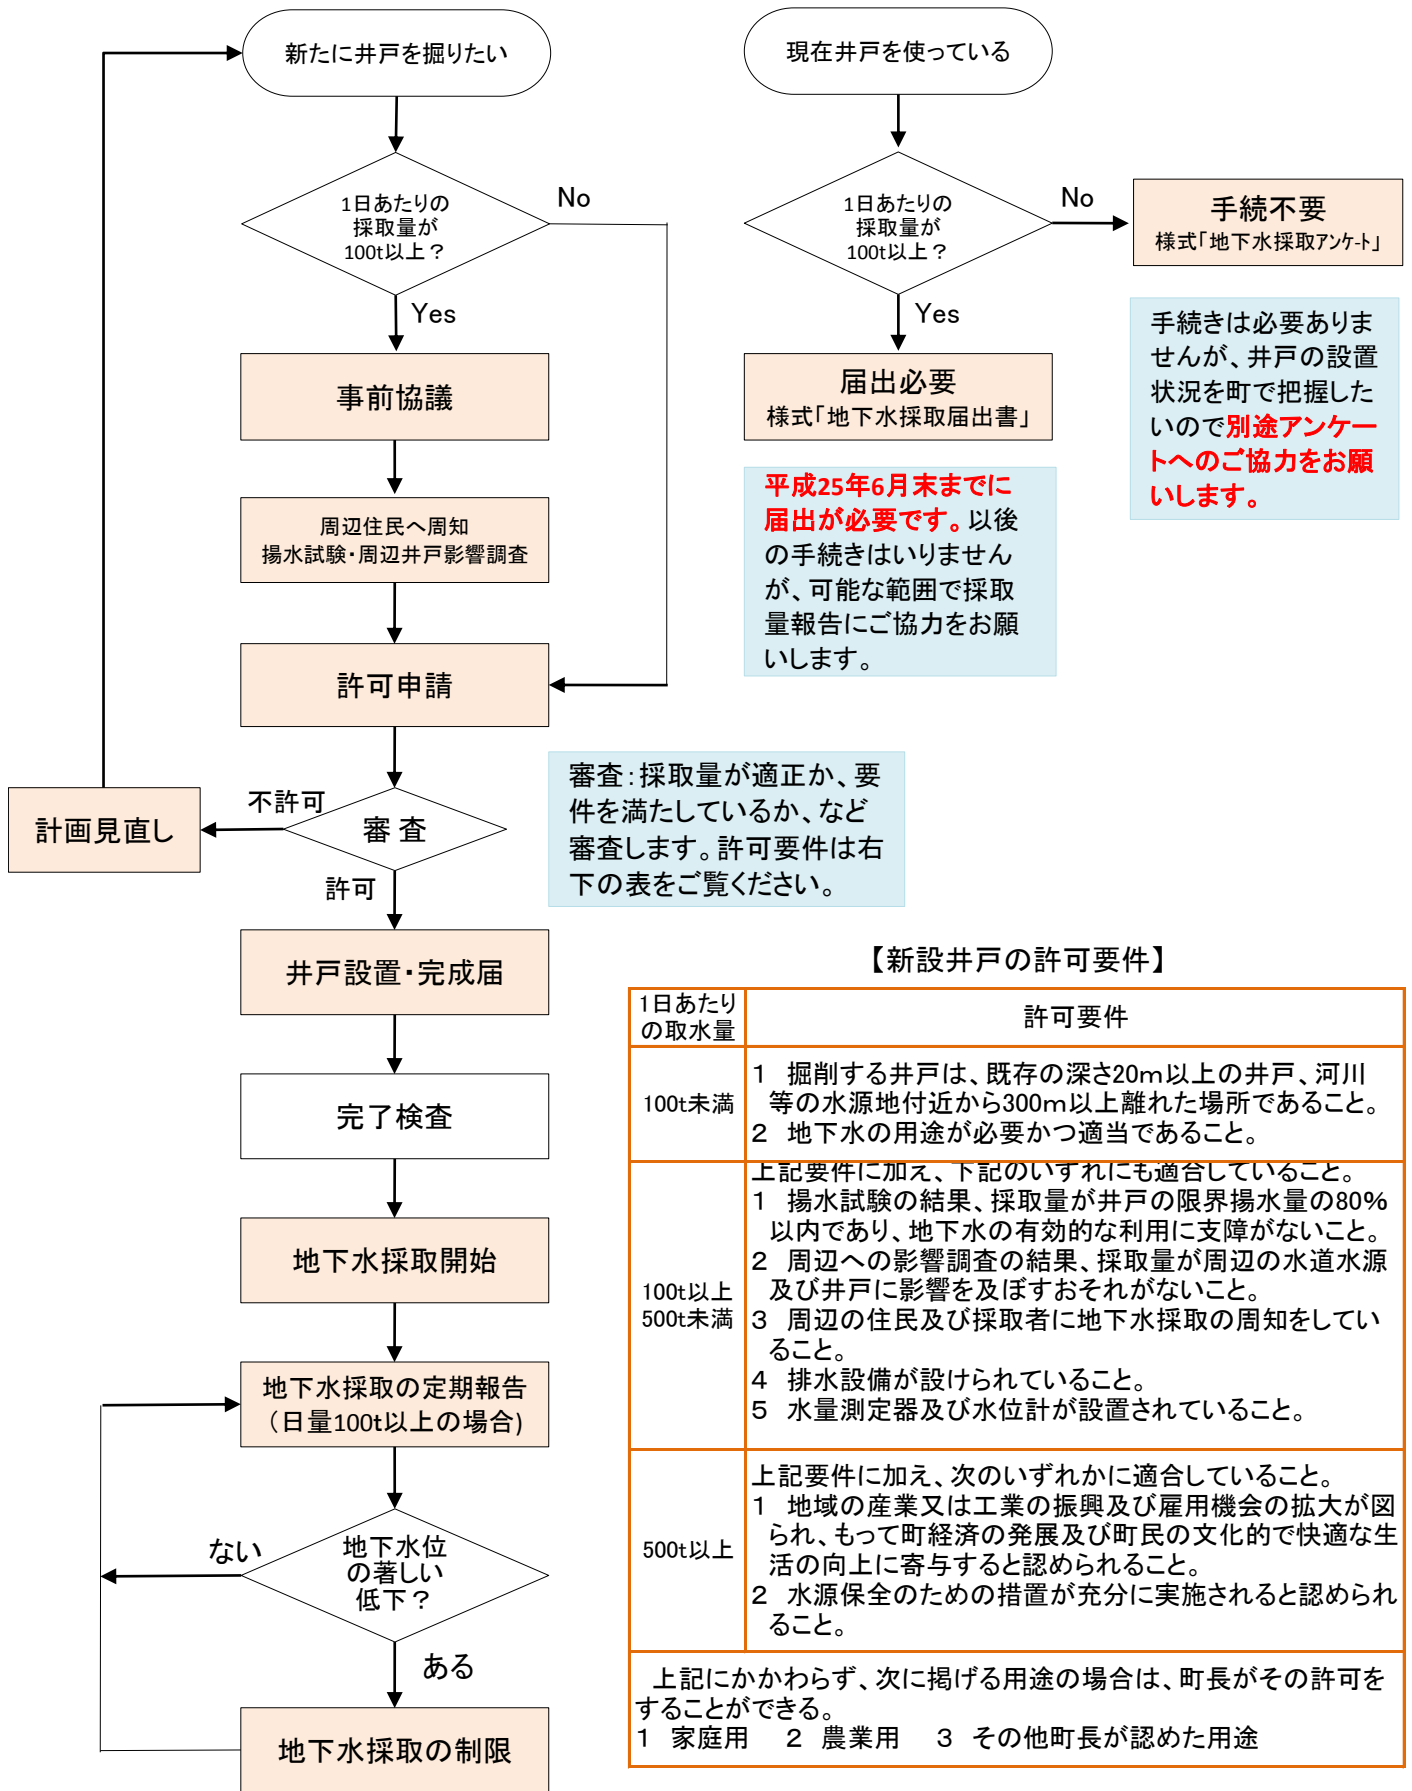 新たに井戸を掘りたい
1日あたりの
採取量が
100t以上？
No
Yes
事前協議
周辺住民へ周知
揚水試験・周辺井戸影響調査
許可申請
審 査
不許可
計画見直し
許可
井戸設置・完成届
完了検査
地下水採取開始
地下水採取の定期報告
（日量100t以上の場合)
地下水位
の著しい
低下？
ない
ある
地下水採取の制限
現在井戸を使っている
1日あたりの
採取量が
100t以上？
No
手続不要
様式「地下水採取アンケート」
手続きは必要ありま
せんが、井戸の設置
状況を町で把握した
いので別途アンケー
トへのご協力をお願
いします。
Yes
届出必要
様式「地下水採取届出書」
平成25年6月末までに
届出が必要です。以後
の手続きはいりません
が、可能な範囲で採取
量報告にご協力をお願
いします。
審査：採取量が適正か、要
件を満たしているか、など
審査します。許可要件は右
下の表をご覧ください。
【新設井戸の許可要件】
1日あたり
の取水量
許可要件
100t未満
1　掘削する井戸は、既存の深さ20ｍ以上の井戸、河川
等の水源地付近から300ｍ以上離れた場所であること。
2　地下水の用途が必要かつ適当であること。
100t以上
500t未満
上記要件に加え、下記のいずれにも適合していること。
1　揚水試験の結果、採取量が井戸の限界揚水量の80％
以内であり、地下水の有効的な利用に支障がないこと。
2　周辺への影響調査の結果、採取量が周辺の水道水源
及び井戸に影響を及ぼすおそれがないこと。
3　周辺の住民及び採取者に地下水採取の周知をしてい
ること。
4　排水設備が設けられていること。
5　水量測定器及び水位計が設置されていること。
500t以上
上記要件に加え、次のいずれかに適合していること。
1　地域の産業又は工業の振興及び雇用機会の拡大が図
られ、もって町経済の発展及び町民の文化的で快適な生
活の向上に寄与すると認められること。
2　水源保全のための措置が充分に実施されると認められ
ること。
上記にかかわらず、次に掲げる用途の場合は、町長がその許可を
することができる。
1　家庭用　2　農業用　3　その他町長が認めた用途